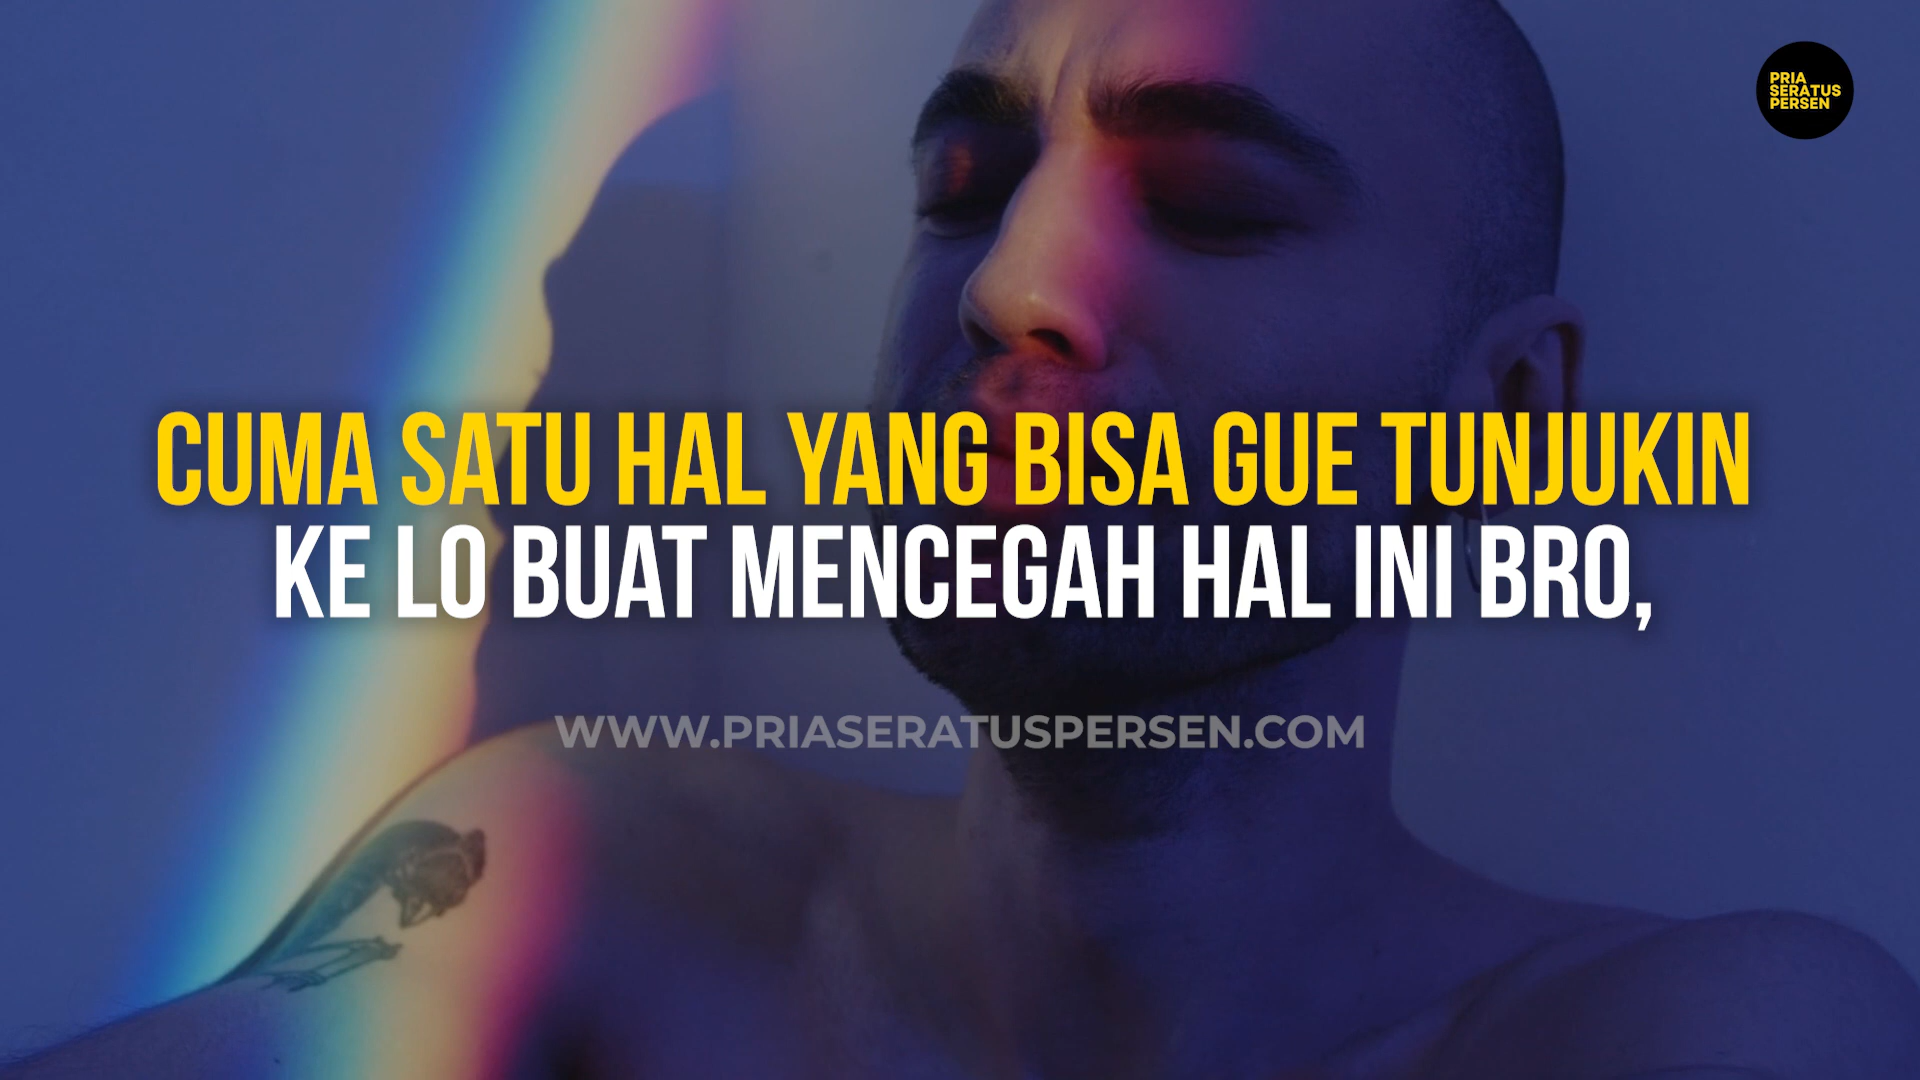 PRIA
SERATUS
PERSEN
CUMA SATU HAL YANG BISA GUE TUNJUKIN
KE LO BUAT MENCEGAH HAL INI BRO,
WWW.PRIASERATUSPERSEN.COM